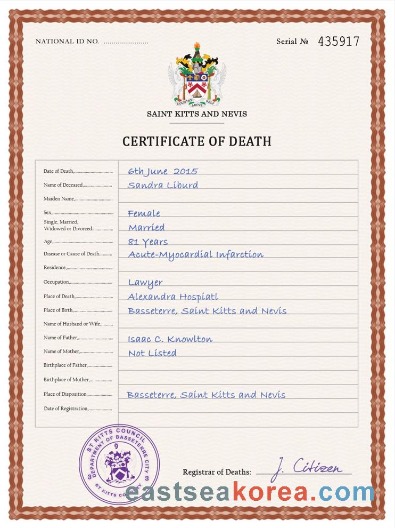 NATIONAL ID NO. ......................
Serial № 435917
SAINT KITTS AND NEVIS
CERTIFICATE OF DEATH
Date of Death.................. 6th June 2015
Name of Deceased.................. Sandra Liburd
Maiden Name..................
Sex.................. Female
Single, Married,
Widowed or Divorced.................. Married
Age.................. 81 Years
Disease or Cause of Death.................. Acute-Myocardial Infarction
Residence..................
Occupation.................. Lawyer
Place of Death.................. Alexandra Hospiatl
Place of Birth.................. Basseterre, Saint Kitts and Nevis
Name of Husband or Wife..................
Name of Father.................. Isaac C. Knowlton
Name of Mother.................. Not Listed
Birthplace of Father..................
Birthplace of Mother..................
Place of Disposition.................. Basseterre, Saint Kitts and Nevis
Date of Registration..................
ST KITTS COUNCIL
DEPARTMENT OF BASSETERRE CITY
ST KITTS
Registrar of Deaths: J. Citizen
eastseakorea.com